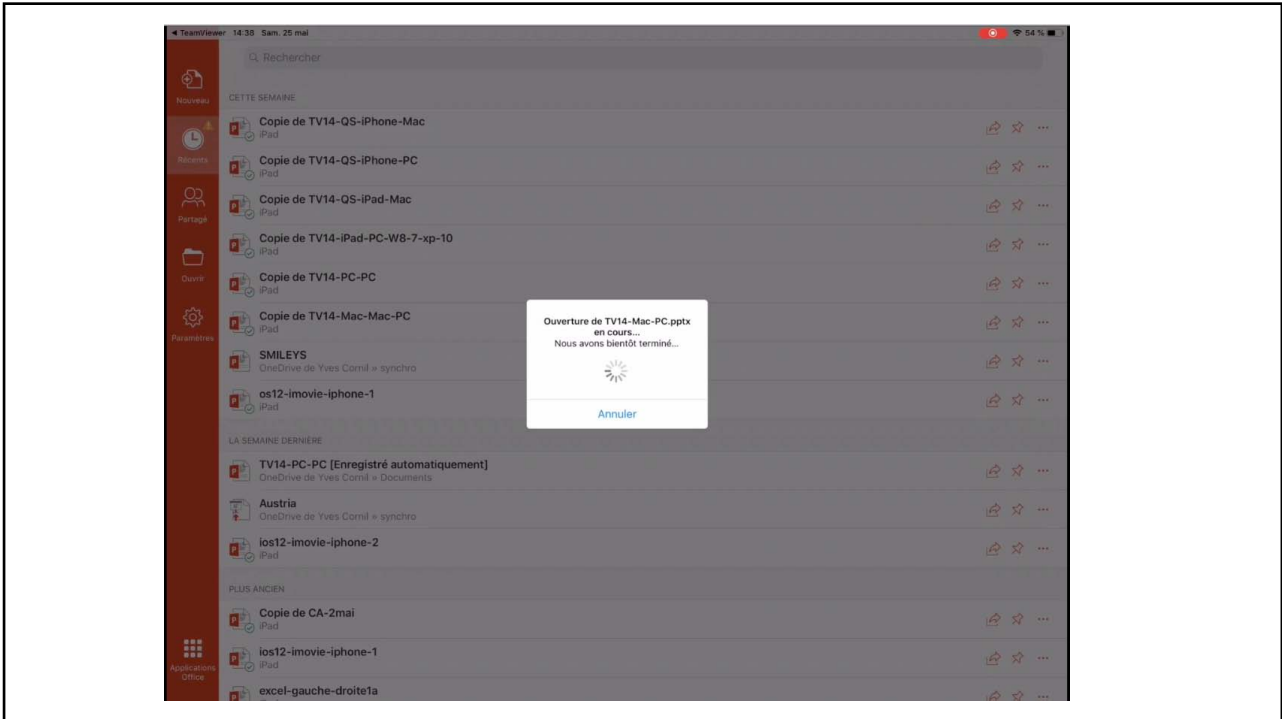 ◀ TeamViewer 14:38 Sam. 25 mai 54 %
Rechercher
Nouveau
Récents
Partagé
Ouvrir
Paramètres
Applications
Office
CETTE SEMAINE
Copie de TV14-QS-iPhone-Mac
iPad
Copie de TV14-QS-iPhone-PC
iPad
Copie de TV14-QS-iPad-Mac
iPad
Copie de TV14-iPad-PC-W8-7-xp-10
iPad
Copie de TV14-PC-PC
iPad
Copie de TV14-Mac-Mac-PC
iPad
SMILEYS
OneDrive de Yves Cornil » synchro
os12-imovie-iphone-1
iPad
Ouverture de TV14-Mac-PC.pptx
en cours...
Nous avons bientôt terminé...
Annuler
LA SEMAINE DERNIÈRE
TV14-PC-PC [Enregistré automatiquement]
OneDrive de Yves Cornil » Documents
Austria
OneDrive de Yves Cornil » synchro
ios12-imovie-iphone-2
iPad
PLUS ANCIEN
Copie de CA-2mai
iPad
ios12-imovie-iphone-1
iPad
excel-gauche-droite1a